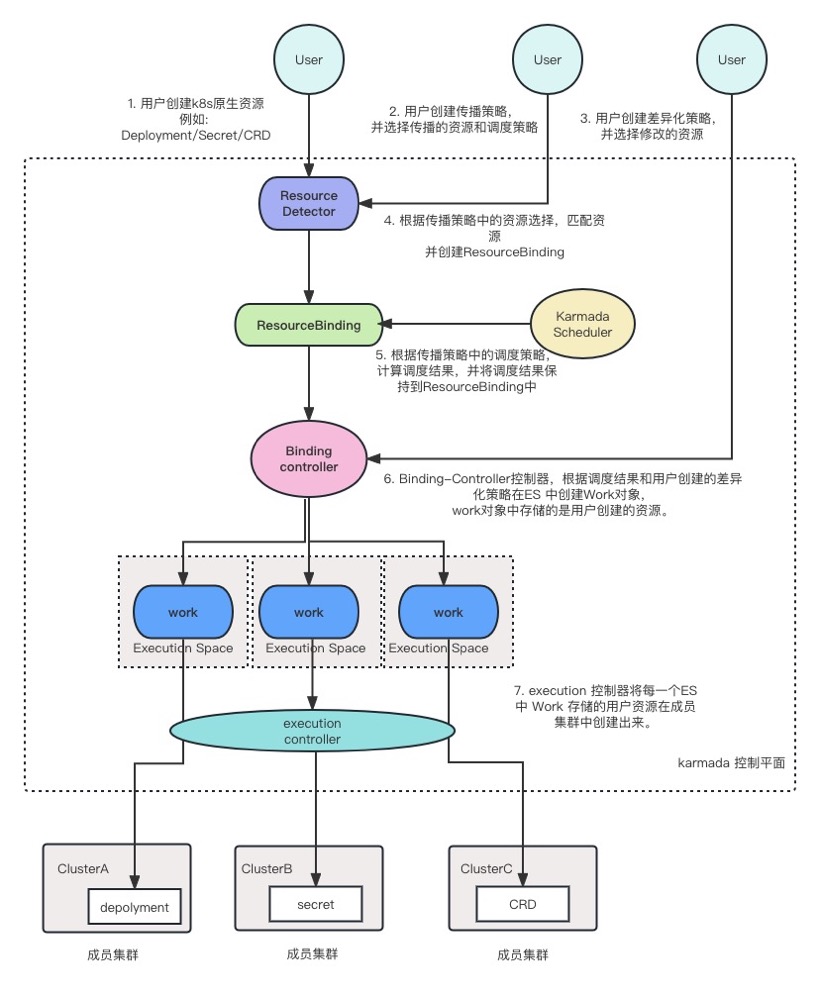 User
User
User
1. 用户创建k8s原生资源
例如:
Deployment/Secret/CRD
2. 用户创建传播策略，
并选择传播的资源和调度策略
3. 用户创建差异化策略，
并选择修改的资源
Resource
Detector
4. 根据传播策略中的资源选择，匹配资
源
并创建ResourceBinding
ResourceBinding
Karmada
Scheduler
5. 根据传播策略中的调度策略，
计算调度结果，并将调度结果保
持到ResourceBinding中
Binding
controller
6. Binding-Controller控制器，根据调度结果和用户创建的差异
化策略在ES 中创建Work对象，
work对象中存储的是用户创建的资源。
work
work
work
Execution Space
Execution Space
Execution Space
7. execution 控制器将每一个ES
中 Work 存储的用户资源在成员
集群中创建出来。
execution
controller
karmada 控制平面
ClusterA
ClusterB
ClusterC
depolyment
secret
CRD
成员集群
成员集群
成员集群